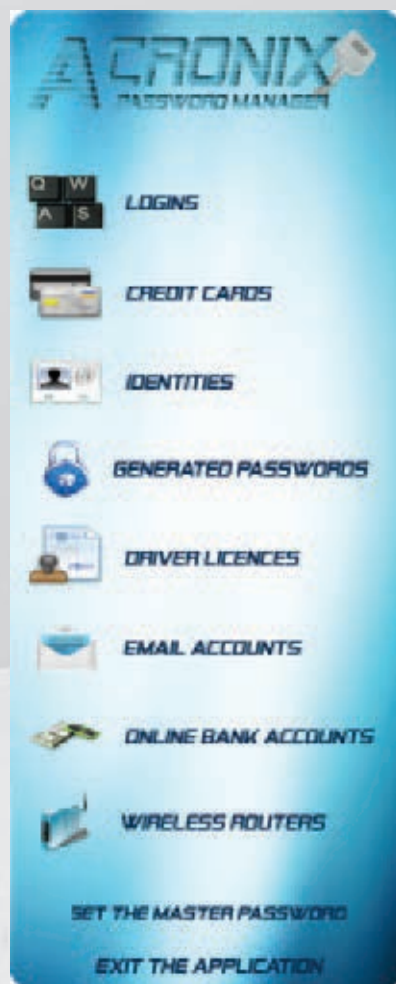 ACRONIX
PASSWORD MANAGER
Q W
A S
LOGINS
CREDIT CARDS
IDENTITIES
GENERATED PASSWORDS
DRIVER LICENCES
EMAIL ACCOUNTS
ONLINE BANK ACCOUNTS
WIRELESS ROUTERS
SET THE MASTER PASSWORD
EXIT THE APPLICATION